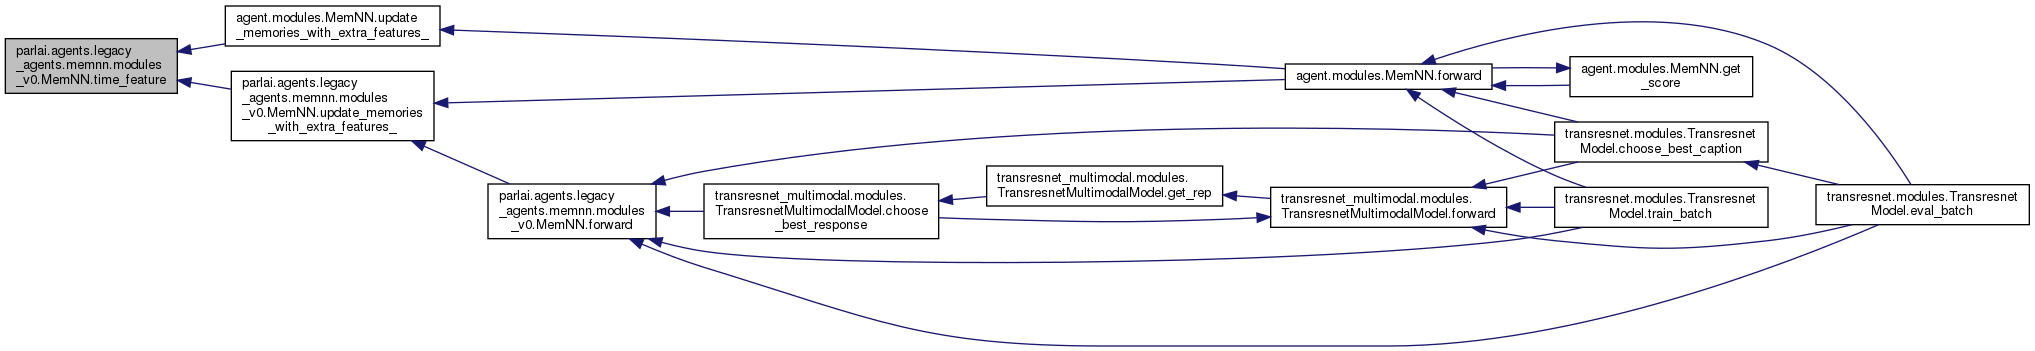 parlai.agents.legacy
_agents.memnn.modules
_v0.MemNN.time_feature
agent.modules.MemNN.update
_memories_with_extra_features_
parlai.agents.legacy
_agents.memnn.modules
_v0.MemNN.update_memories
_with_extra_features_
parlai.agents.legacy
_agents.memnn.modules
_v0.MemNN.forward
transresnet_multimodal.modules.
TransresnetMultimodalModel.choose
_best_response
transresnet_multimodal.modules.
TransresnetMultimodalModel.get_rep
agent.modules.MemNN.forward
transresnet_multimodal.modules.
TransresnetMultimodalModel.forward
agent.modules.MemNN.get
_score
transresnet.modules.Transresnet
Model.choose_best_caption
transresnet.modules.Transresnet
Model.train_batch
transresnet.modules.Transresnet
Model.eval_batch